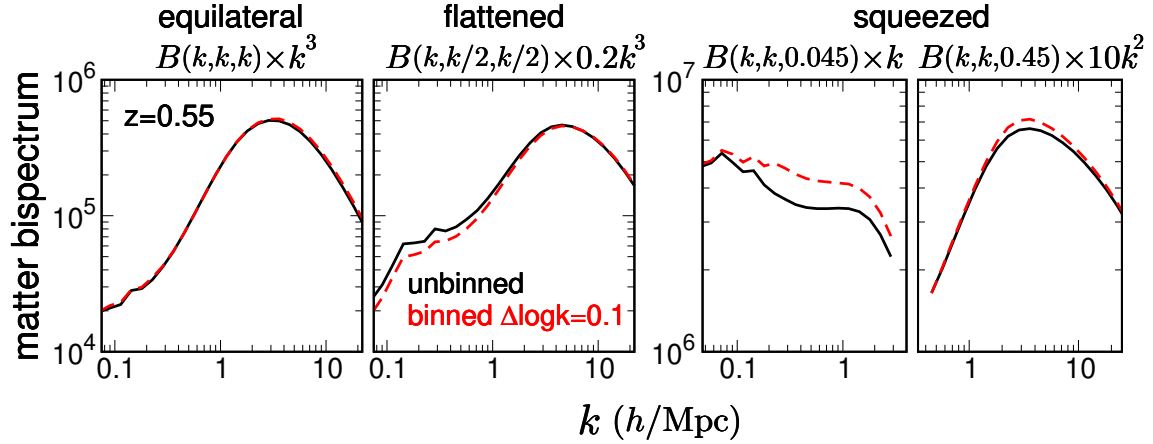 equilateral flattened squeezed
B(k,k,k)×k³ B(k,k/2,k/2)×0.2k³ B(k,k,0.045)×k B(k,k,0.45)×10k²
matter bispectrum
10⁶
10⁵
10⁴
z=0.55
unbinned
binned Δlogk=0.1
10⁷
10⁶
0.1 1 10 0.1 1 10 0.1 1 1 10
k (h/Mpc)